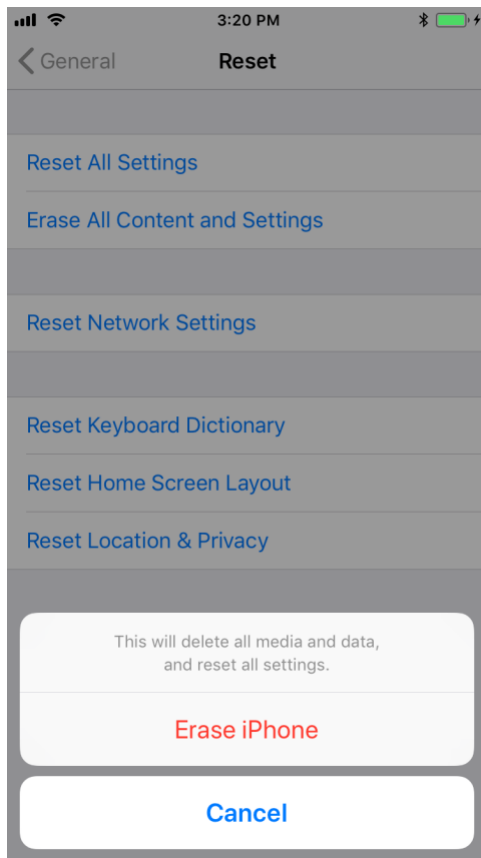 3:20 PM
General
Reset
Reset All Settings
Erase All Content and Settings
Reset Network Settings
Reset Keyboard Dictionary
Reset Home Screen Layout
Reset Location & Privacy
This will delete all media and data,
and reset all settings.
Erase iPhone
Cancel